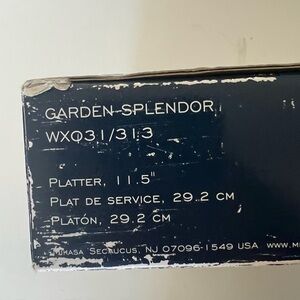 GARDEN SPLENDOR
WX031/313
PLATTER, 11.5"
PLAT DE SERVICE, 29.2 CM
PLATÓN, 29.2 CM
MIKASA SECAUCUS, NJ 07096-1549 USA